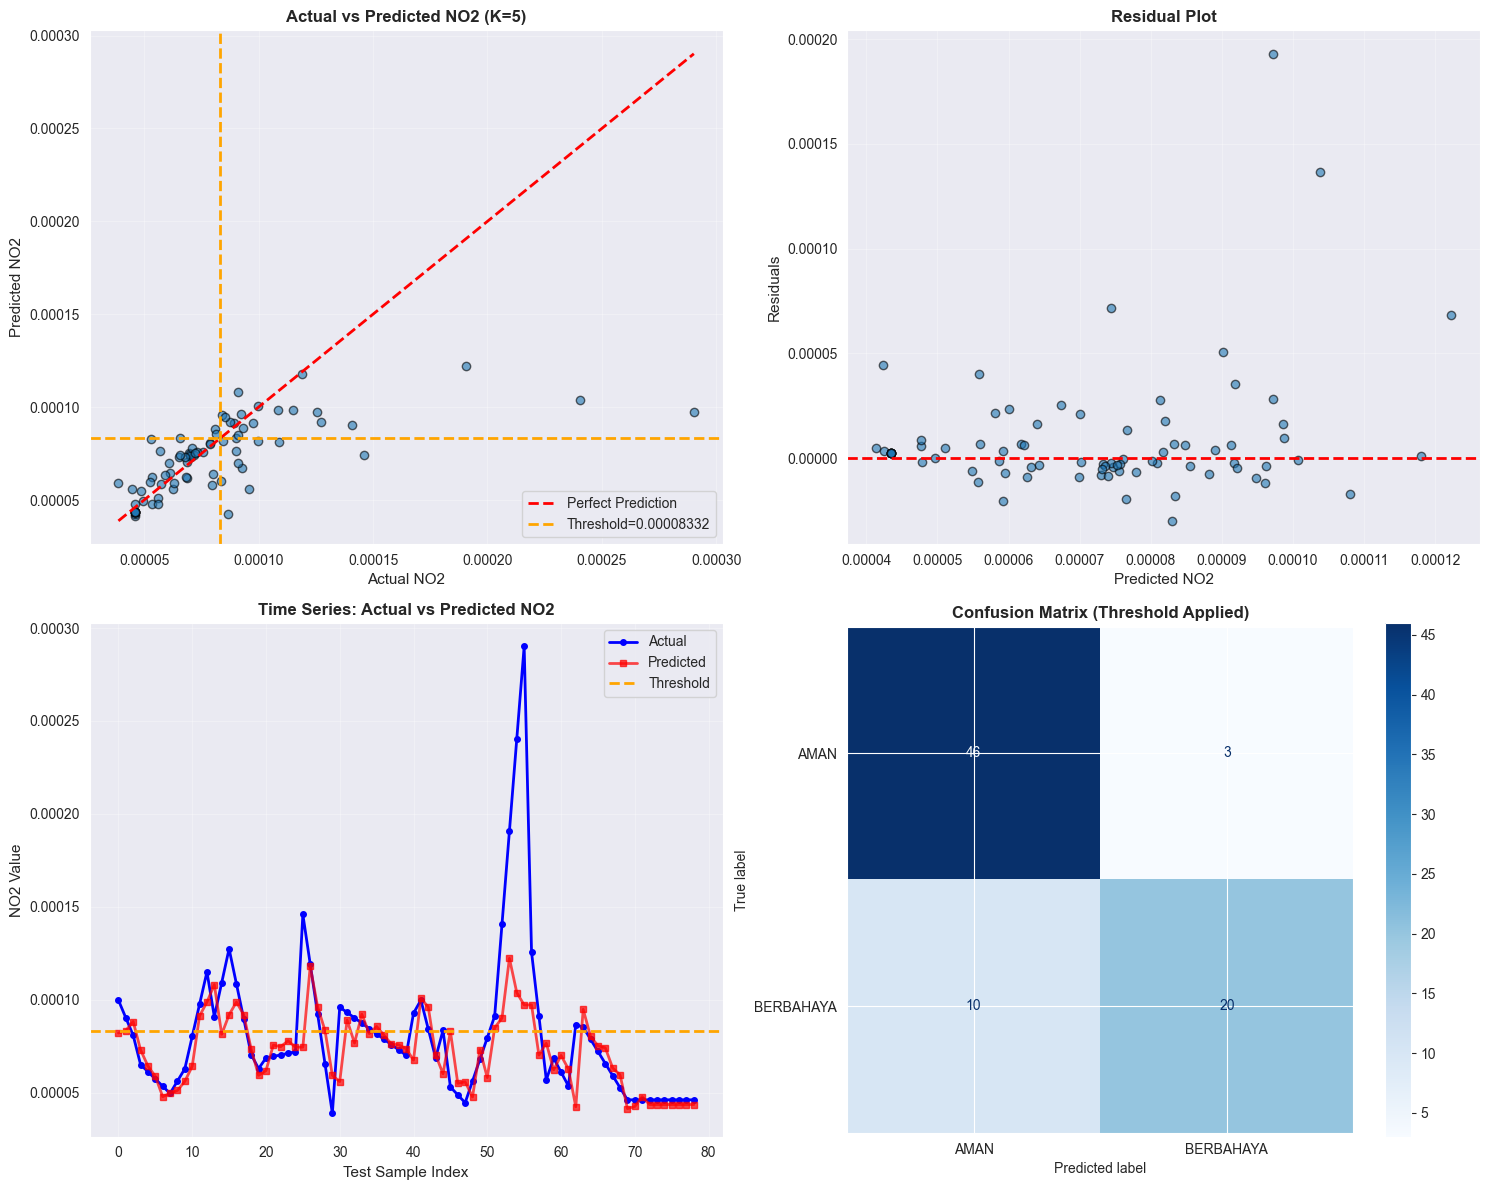 Actual vs Predicted NO2 (K=5)
0.00030
0.00025
0.00020
0.00015
0.00010
0.00005
Predicted NO2
Perfect Prediction
Threshold=0.00008332
0.00005 0.00010 0.00015 0.00020 0.00025 0.00030
Actual NO2
Residual Plot
0.00020
0.00015
0.00010
0.00005
0.00000
Residuals
0.00004 0.00005 0.00006 0.00007 0.00008 0.00009 0.00010 0.00011 0.00012
Predicted NO2
Time Series: Actual vs Predicted NO2
0.00030
0.00025
0.00020
0.00015
0.00010
0.00005
NO2 Value
Actual
Predicted
Threshold
0 10 20 30 40 50 60 70 80
Test Sample Index
Confusion Matrix (Threshold Applied)
True label
AMAN 46 3
BERBAHAYA 10 20
AMAN BERBAHAYA
Predicted label
45
40
35
30
25
20
15
10
5